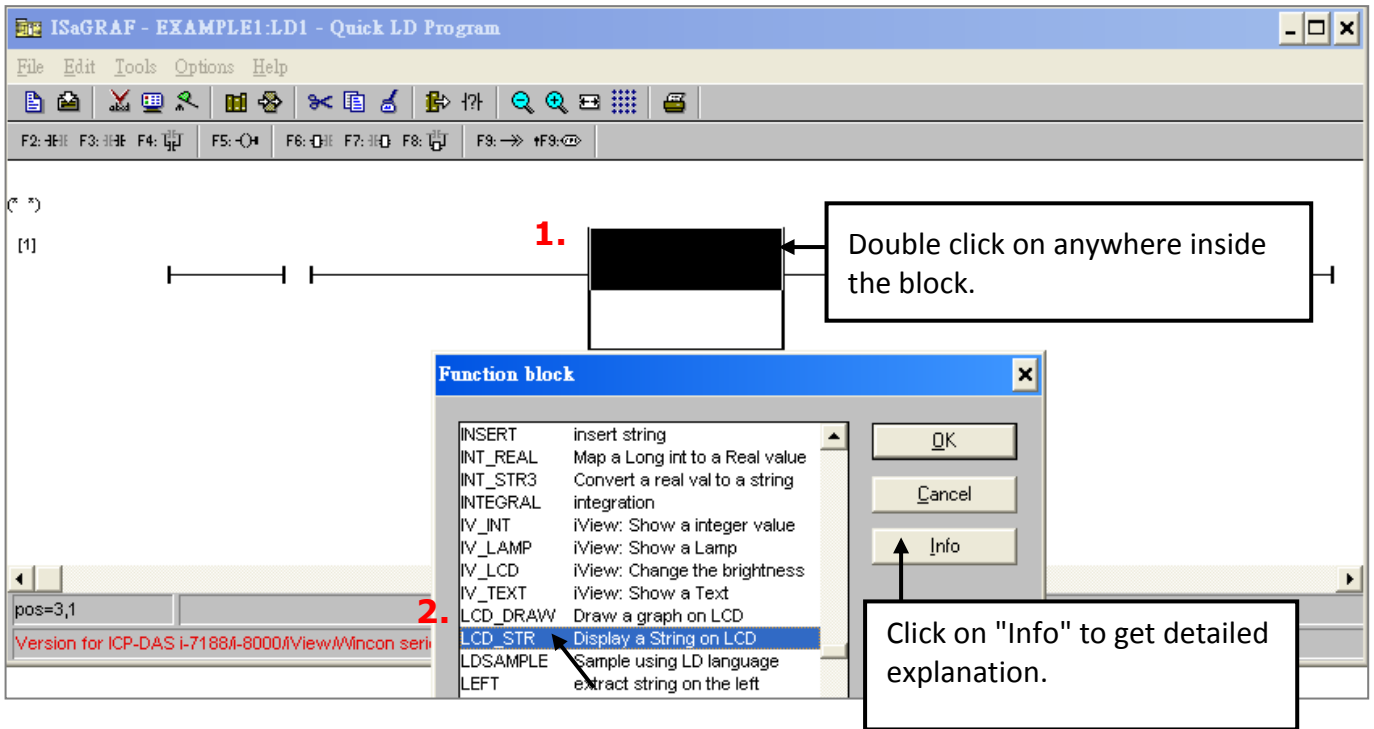 ISaGRAF - EXAMPLE1:LD1 - Quick LD Program
File Edit Tools Options Help
F2: F3: F4: F5: F6: F7: F8: F9: F9:
(* *)
[1]
1.
Double click on anywhere inside
the block.
Function block
INSERT insert string
INT_REAL Map a Long int to a Real value
INT_STR3 Convert a real val to a string
INTEGRAL integration
IV_INT iView: Show a integer value
IV_LAMP iView: Show a Lamp
IV_LCD iView: Change the brightness
IV_TEXT iView: Show a Text
LCD_DRAW Draw a graph on LCD
LCD_STR Display a String on LCD
LDSAMPLE Sample using LD language
LEFT extract string on the left
OK
Cancel
Info
2.
pos=3,1
Version for ICP-DAS i-7188/i-8000/iView/Wincon seri
Click on "Info" to get detailed
explanation.